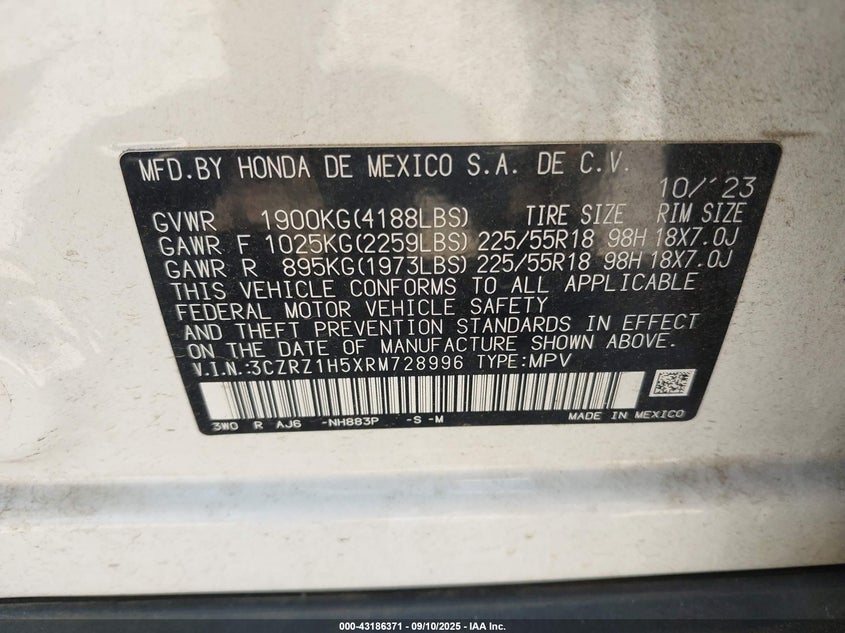 MFD.BY HONDA DE MEXICO S.A. DE C.V.
10/'23
GVWR 1900KG(4188LBS) TIRE SIZE RIM SIZE
GAWR F 1025KG(2259LBS) 225/55R18 98H 18X7.0J
GAWR R 895KG(1973LBS) 225/55R18 98H 18X7.0J
THIS VEHICLE CONFORMS TO ALL APPLICABLE
FEDERAL MOTOR VEHICLE SAFETY
AND THEFT PREVENTION STANDARDS IN EFFECT
ON THE DATE OF MANUFACTURE SHOWN ABOVE.
V.I.N.:3CZRZ1H5XRM728996 TYPE:MPV
3W0 R AJ6 -NH883P -S -M MADE IN MEXICO
000-43186371 | 09/10/2025 | IAA Inc.